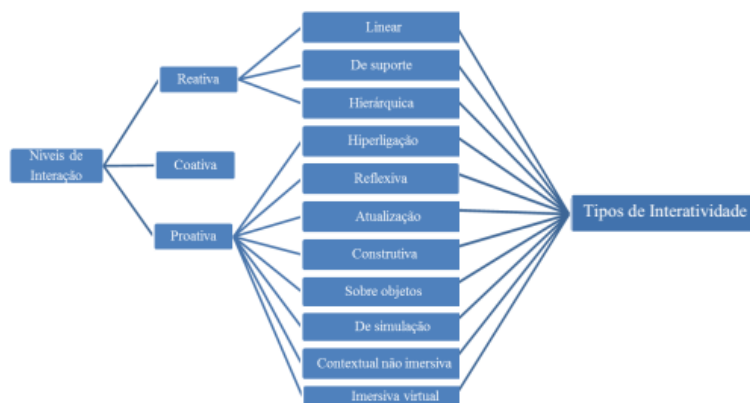 Níveis de
Interação
Reativa
Coativa
Proativa
Linear
De suporte
Hierárquica
Hiperligação
Reflexiva
Atualização
Construtiva
Sobre objetos
De simulação
Contextual não imersiva
Imersiva virtual
Tipos de Interatividade